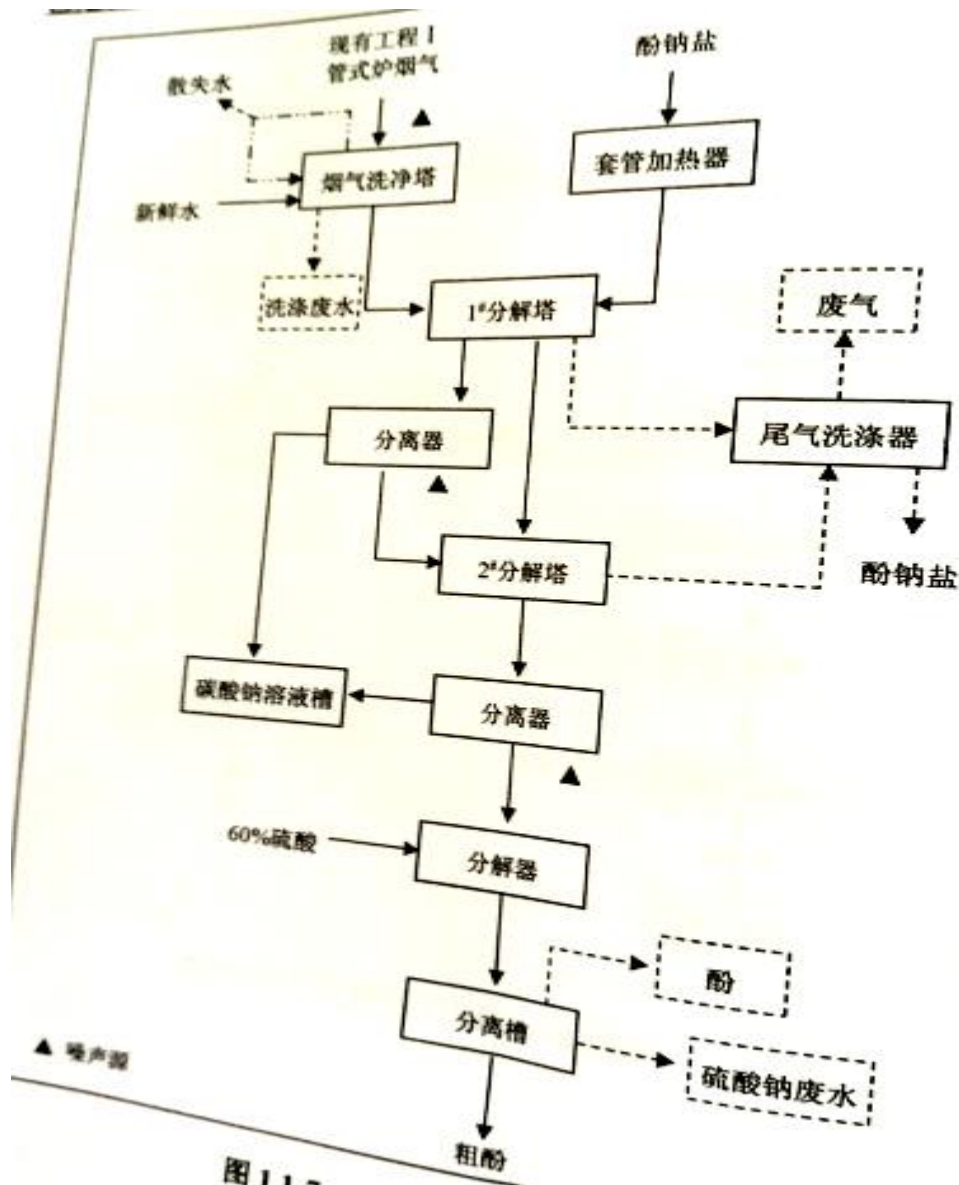 现有工程 I
管式炉烟气
酚钠盐
散失水
烟气洗净塔
套管加热器
新鲜水
洗涤废水
1#分解塔
废气
分离器
尾气洗涤器
2#分解塔
酚钠盐
碳酸钠溶液槽
分离器
60%硫酸
分解器
酚
分离槽
硫酸钠废水
▲ 噪声源
粗酚